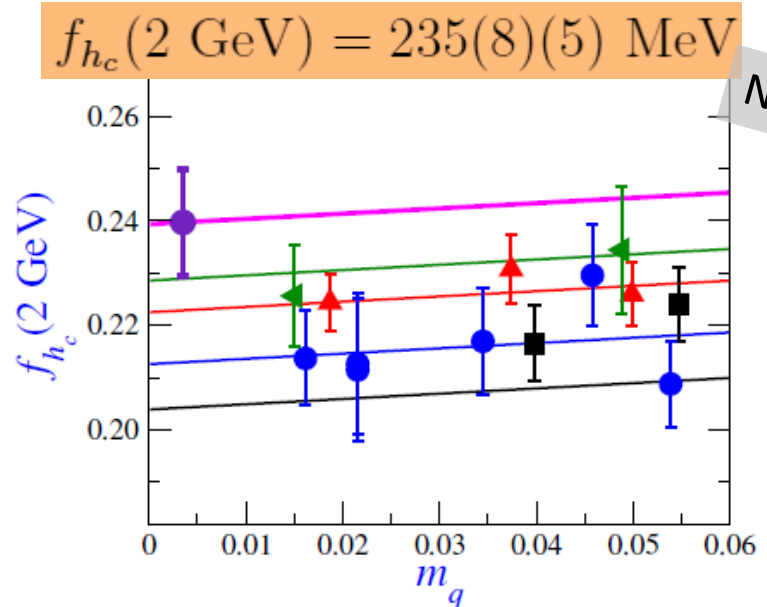 f_{h_c}(2 GeV) = 235(8)(5) MeV
N
0.26
0.24
0.22
0.20
f_{h_c}(2 GeV)
0 0.01 0.02 0.03 0.04 0.05 0.06
m_q